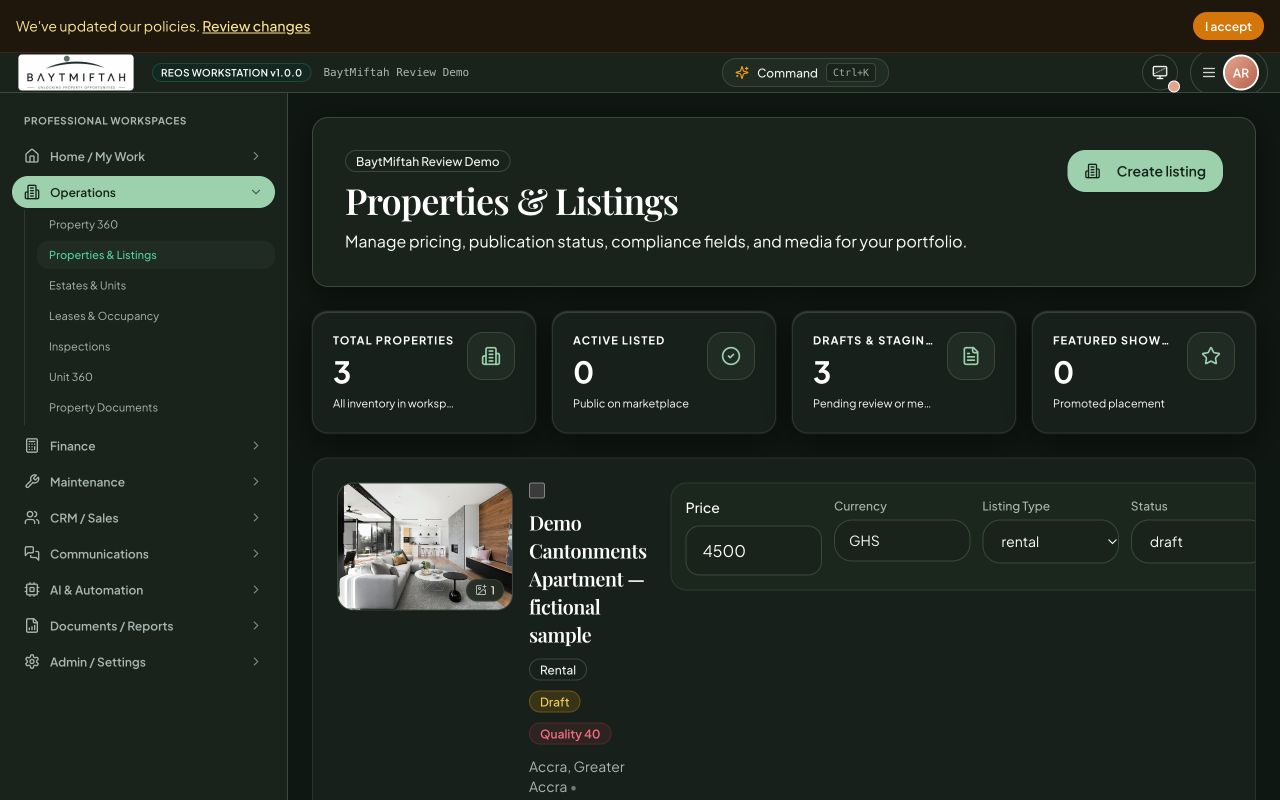 We've updated our policies. Review changes
I accept
BAYTMIFTAH
UNLOCKING PROPERTY OPPORTUNITIES
REOS WORKSTATION v1.0.0
BaytMiftah Review Demo
Command
Ctrl+K
AR
PROFESSIONAL WORKSPACES
Home / My Work
Operations
Property 360
Properties & Listings
Estates & Units
Leases & Occupancy
Inspections
Unit 360
Property Documents
Finance
Maintenance
CRM / Sales
Communications
AI & Automation
Documents / Reports
Admin / Settings
BaytMiftah Review Demo
Properties & Listings
Manage pricing, publication status, compliance fields, and media for your portfolio.
Create listing
TOTAL PROPERTIES
3
All inventory in worksp...
ACTIVE LISTED
0
Public on marketplace
DRAFTS & STAGIN...
3
Pending review or me...
FEATURED SHOW...
0
Promoted placement
1
Demo
Cantonments
Apartment —
fictional
sample
Rental
Draft
Quality 40
Accra, Greater
Accra •
Price
4500
Currency
GHS
Listing Type
rental
Status
draft